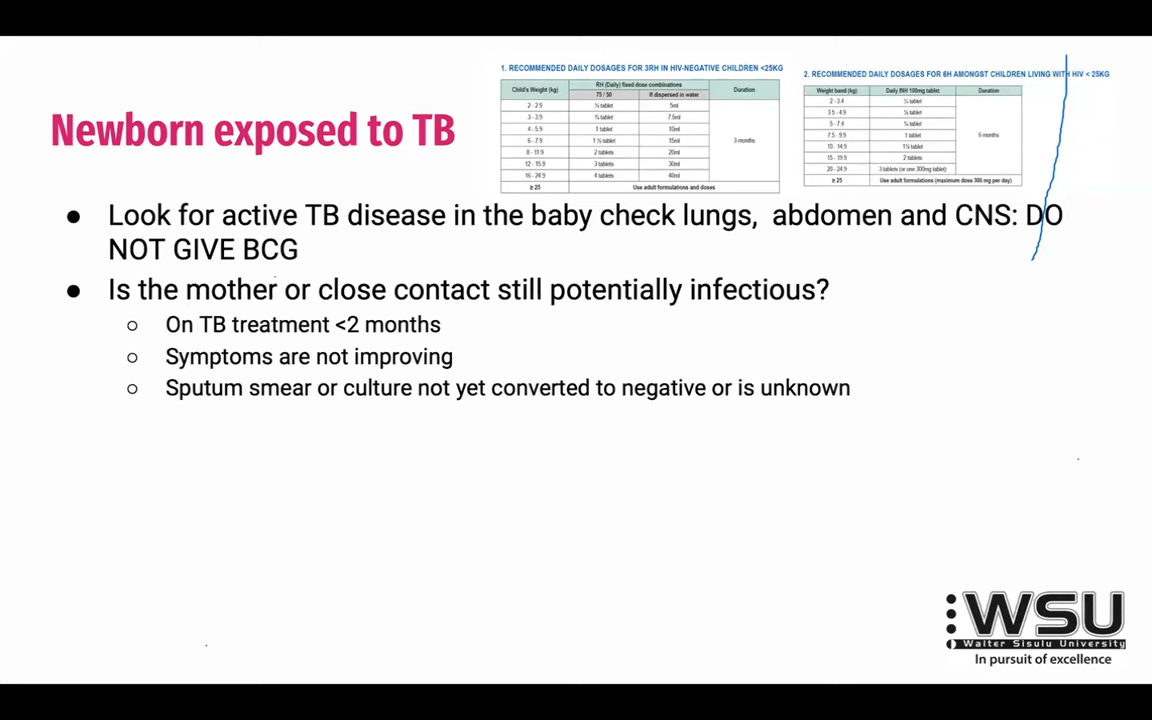 1. RECOMMENDED DAILY DOSAGES FOR 3RH IN HIV-NEGATIVE CHILDREN <25KG
Child's Weight (kg) RH (Daily) fixed dose combinations Duration
75 / 50 If dispersed in water
2 - 2.9 ½ tablet 5ml
3 - 3.9 ¾ tablet 7.5ml
4 - 5.9 1 tablet 10ml
6 - 7.9 1 ½ tablet 15ml 3-months
8 - 11.9 2 tablets 20ml
12 - 15.9 3 tablets 30ml
16 - 24.9 4 tablets 40ml
≥ 25 Use adult formulations and doses
2. RECOMMENDED DAILY DOSAGES FOR 6H AMONGST CHILDREN LIVING WITH HIV < 25KG
Weight band (kg) Daily INH 100mg tablet) Duration
2 - 3.4 tablet
3.5 - 4.9 tablet
5 - 7.4 tablet
7.5 - 9.9 1 tablet 6-months
10 - 14.9 tablet
15 - 19.9 2 tablets
20 - 24.9 3 tablets (or one 300mg tablet)
≥ 25 Use adult formulations (maximum dose 300 mg per day)
Newborn exposed to TB
● Look for active TB disease in the baby check lungs, abdomen and CNS: DO
NOT GIVE BCG
● Is the mother or close contact still potentially infectious?
○ On TB treatment <2 months
○ Symptoms are not improving
○ Sputum smear or culture not yet converted to negative or is unknown
WSU
Walter Sisulu University
In pursuit of excellence